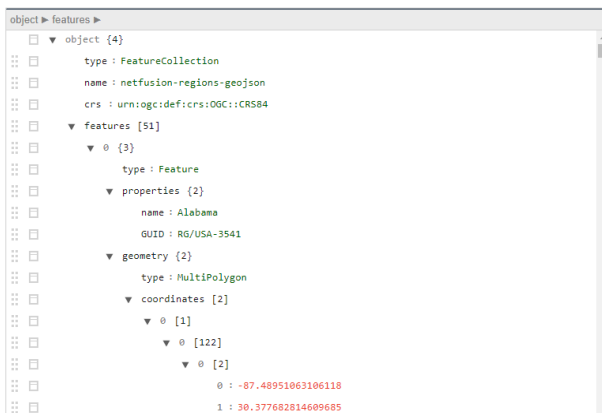 object ▶ features ▶
▼ object {4}
type : FeatureCollection
name : netfusion-regions-geojson
crs : urn:ogc:def:crs:OGC::CRS84
▼ features [51]
▼ 0 {3}
type : Feature
▼ properties {2}
name : Alabama
GUID : RG/USA-3541
▼ geometry {2}
type : MultiPolygon
▼ coordinates [2]
▼ 0 [1]
▼ 0 [122]
▼ 0 [2]
0 : -87.48951063106118
1 : 30.377682814609685